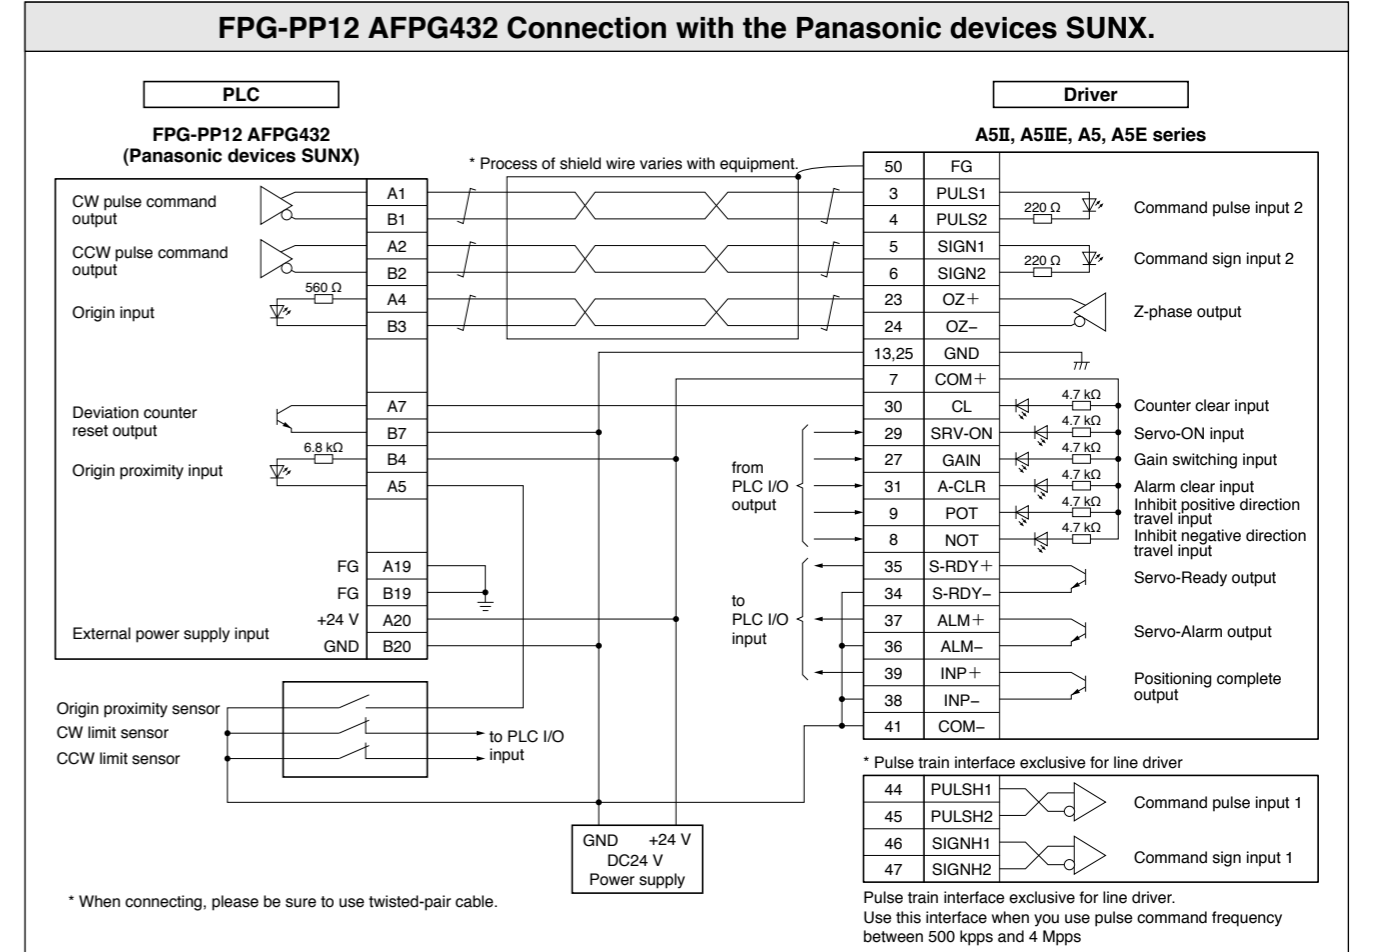 FPG-PP12 AFPG432 Connection with the Panasonic devices SUNX.
PLC
Driver
FPG-PP12 AFPG432
(Panasonic devices SUNX)
A5II, A5IIE, A5, A5E series
* Process of shield wire varies with equipment.
CW pulse command
output
CCW pulse command
output
Origin input
560 Ω
Deviation counter
reset output
6.8 kΩ
Origin proximity input
FG
FG
+24 V
External power supply input
GND
A1
B1
A2
B2
A4
B3
A7
B7
B4
A5
A19
B19
A20
B20
Origin proximity sensor
CW limit sensor
CCW limit sensor
to PLC I/O
input
from
PLC I/O
output
to
PLC I/O
input
GND +24 V
DC24 V
Power supply
50 FG
3 PULS1
4 PULS2
5 SIGN1
6 SIGN2
23 OZ+
24 OZ−
13,25 GND
7 COM+
30 CL
29 SRV-ON
27 GAIN
31 A-CLR
9 POT
8 NOT
35 S-RDY+
34 S-RDY−
37 ALM+
36 ALM−
39 INP+
38 INP−
41 COM−
220 Ω
220 Ω
4.7 kΩ
4.7 kΩ
4.7 kΩ
4.7 kΩ
4.7 kΩ
4.7 kΩ
Command pulse input 2
Command sign input 2
Z-phase output
Counter clear input
Servo-ON input
Gain switching input
Alarm clear input
Inhibit positive direction
travel input
Inhibit negative direction
travel input
Servo-Ready output
Servo-Alarm output
Positioning complete
output
* Pulse train interface exclusive for line driver
44 PULSH1
45 PULSH2
46 SIGNH1
47 SIGNH2
Command pulse input 1
Command sign input 1
* When connecting, please be sure to use twisted-pair cable.
Pulse train interface exclusive for line driver.
Use this interface when you use pulse command frequency
between 500 kpps and 4 Mpps